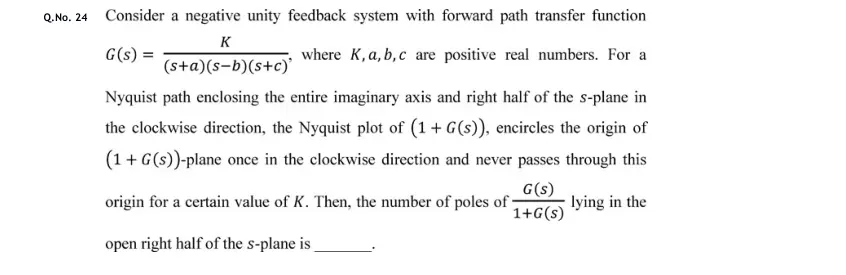 Q.No. 24 Consider a negative unity feedback system with forward path transfer function
G(s) = K / ((s+a)(s−b)(s+c)), where K, a, b, c are positive real numbers. For a
Nyquist path enclosing the entire imaginary axis and right half of the s-plane in
the clockwise direction, the Nyquist plot of (1 + G(s)), encircles the origin of
(1 + G(s))-plane once in the clockwise direction and never passes through this
origin for a certain value of K. Then, the number of poles of G(s) / (1+G(s)) lying in the
open right half of the s-plane is ________.